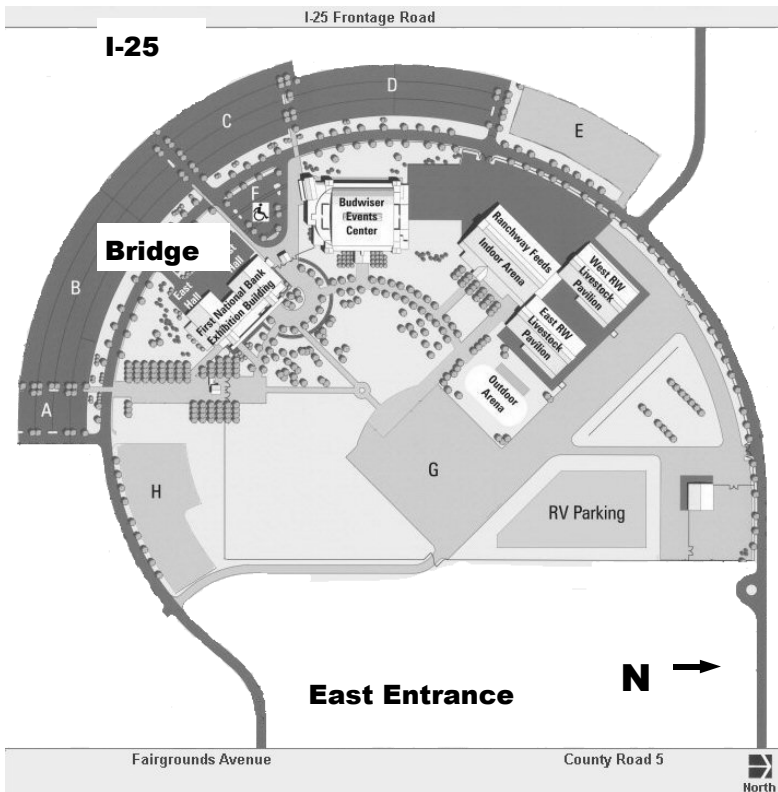 I-25 Frontage Road
I-25
D
C
E
F
Budwiser
Events
Center
Ranchway Feeds
Indoor Arena
West RW
Livestock
Pavilion
Bridge
Hall
East
Hall
First National Bank
Exhibition Building
B
East RW
Livestock
Pavilion
Outdoor
Arena
A
G
H
RV Parking
N
East Entrance
Fairgrounds Avenue
County Road 5
North